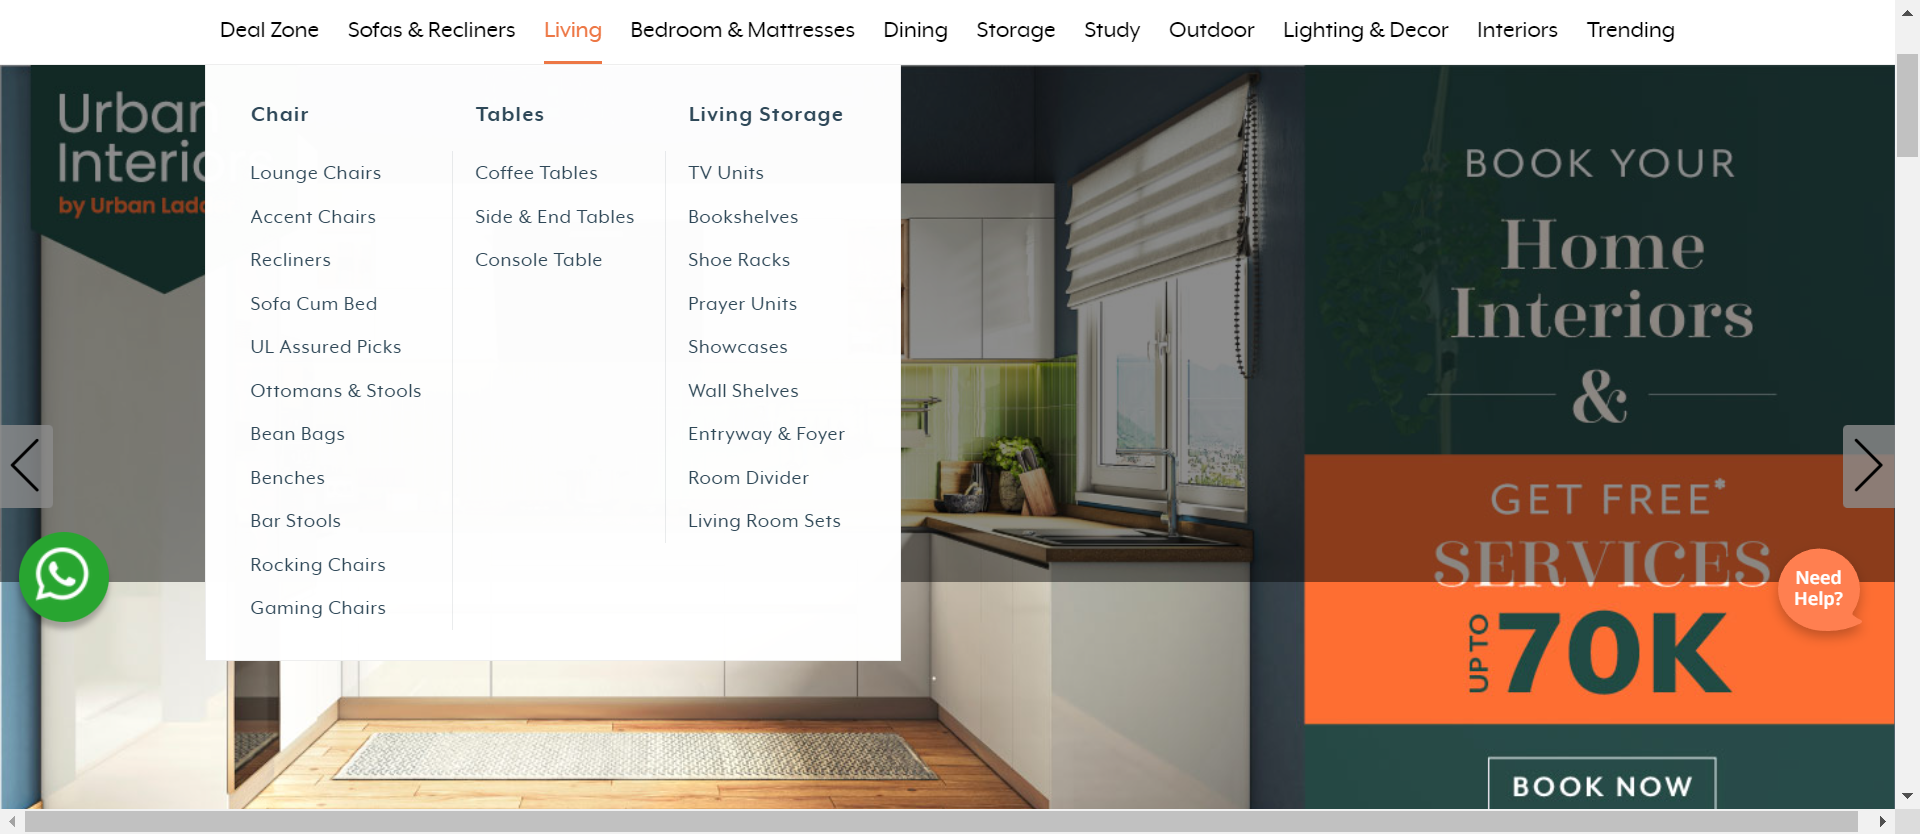 Deal Zone Sofas & Recliners Living Bedroom & Mattresses Dining Storage Study Outdoor Lighting & Decor Interiors Trending
Urban
by Urban
Chair
Lounge Chairs
Accent Chairs
Recliners
Sofa Cum Bed
UL Assured Picks
Ottomans & Stools
Bean Bags
Benches
Bar Stools
Rocking Chairs
Gaming Chairs
Tables
Coffee Tables
Side & End Tables
Console Table
Living Storage
TV Units
Bookshelves
Shoe Racks
Prayer Units
Showcases
Wall Shelves
Entryway & Foyer
Room Divider
Living Room Sets
BOOK YOUR
Home
Interiors
&
GET FREE*
SERVICES
UPTO 70K
BOOK NOW
Need
Help?